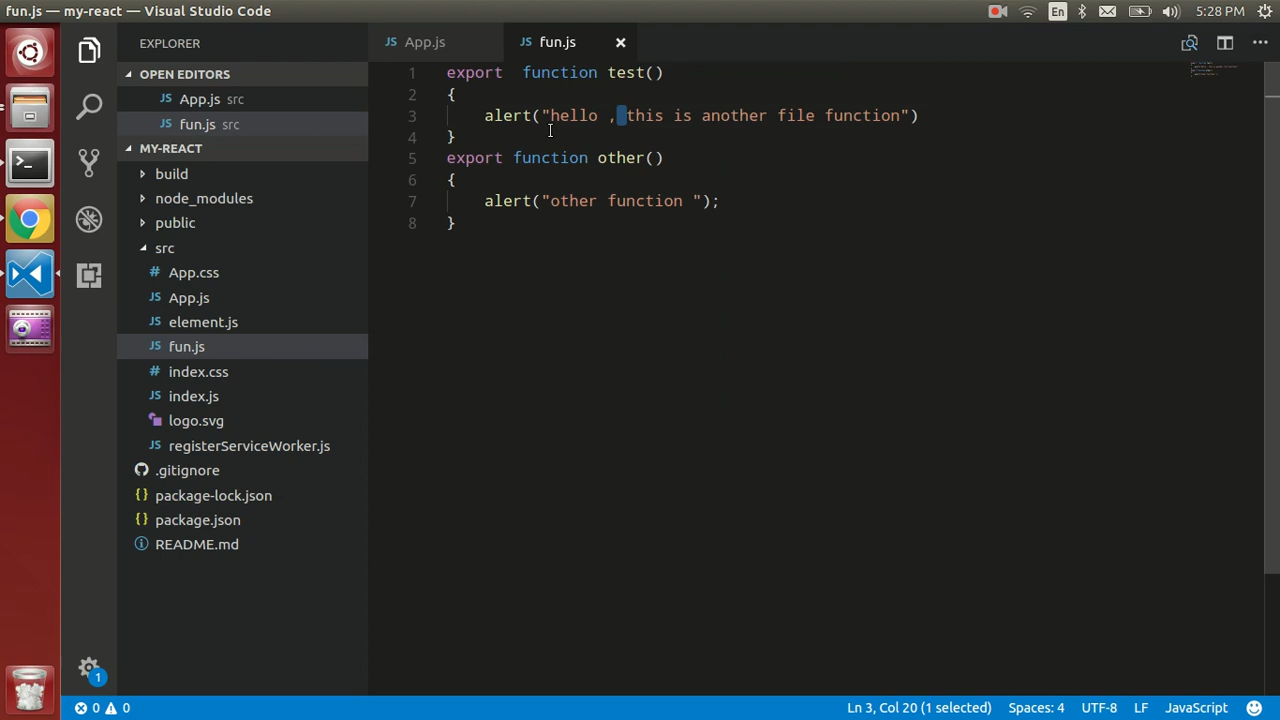 fun.js - my-react - Visual Studio Code
En
5:28 PM
EXPLORER
OPEN EDITORS
App.js src
fun.js src
MY-REACT
build
node_modules
public
src
# App.css
JS App.js
JS element.js
JS fun.js
# index.css
JS index.js
logo.svg
JS registerServiceWorker.js
.gitignore
{} package-lock.json
{} package.json
README.md
1
JS App.js
JS fun.js
1 export  function test()
2 {
3 alert("hello , this is another file function")
4 }
5 export function other()
6 {
7 alert("other function ");
8 }
0 0
Ln 3, Col 20 (1 selected)
Spaces: 4
UTF-8
LF
JavaScript